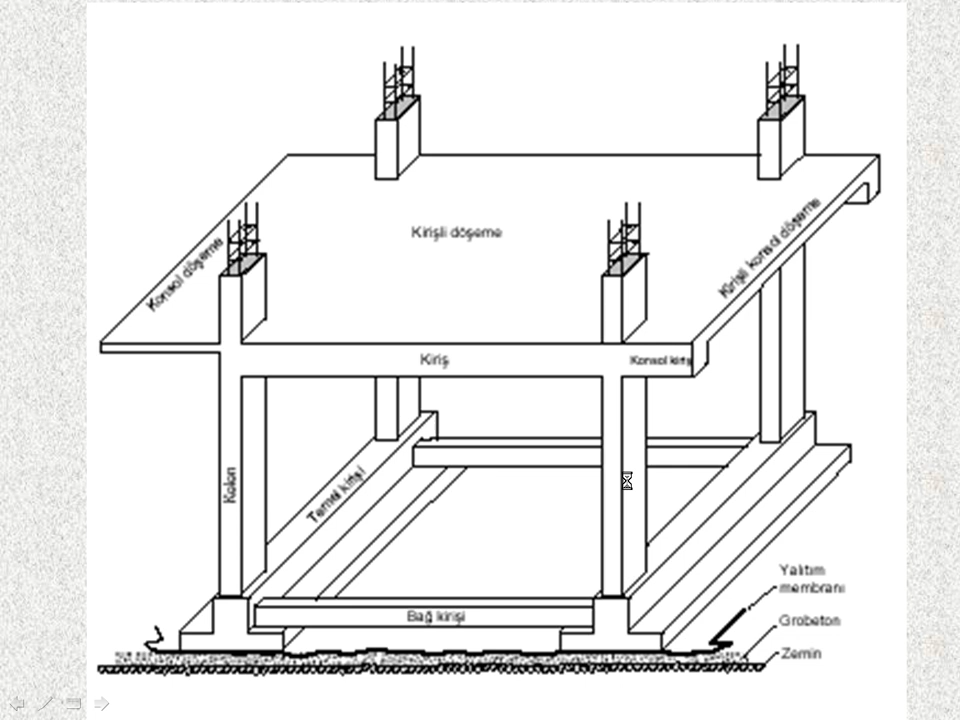 Kirişli döşeme
Konsol döşeme
Kirişli konsol döşeme
Kiriş
Konsol kiriş
Kolon
Temel kirişi
Bağ kirişi
Yalıtım
membranı
Grobeton
Zemin